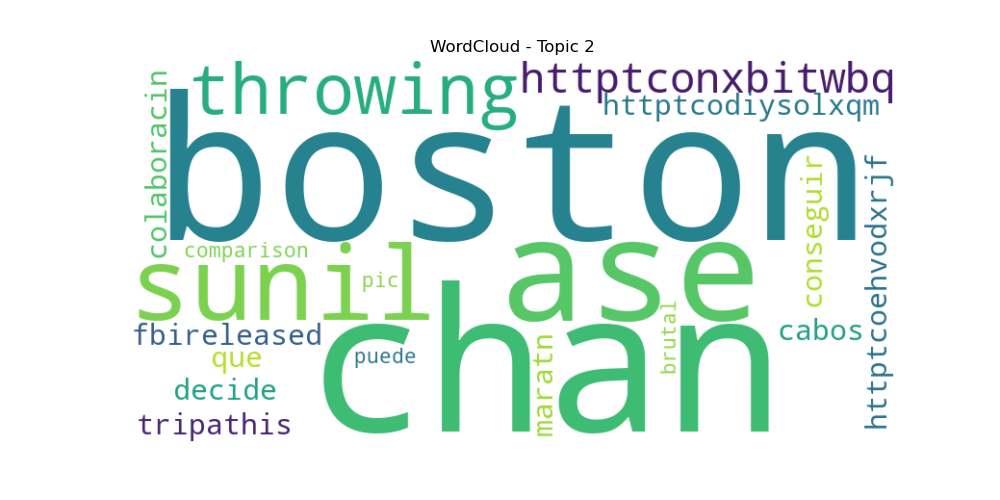 WordCloud - Topic 2
throwing
httptconxbitwbq
httptcodiysolxqm
boston
colaboracin
comparison
sunil
pic
ase
conseguir
httptcoehvodxrjf
fbireleased
que
puede
chan
maratn
brutal
cabos
decide
tripathis